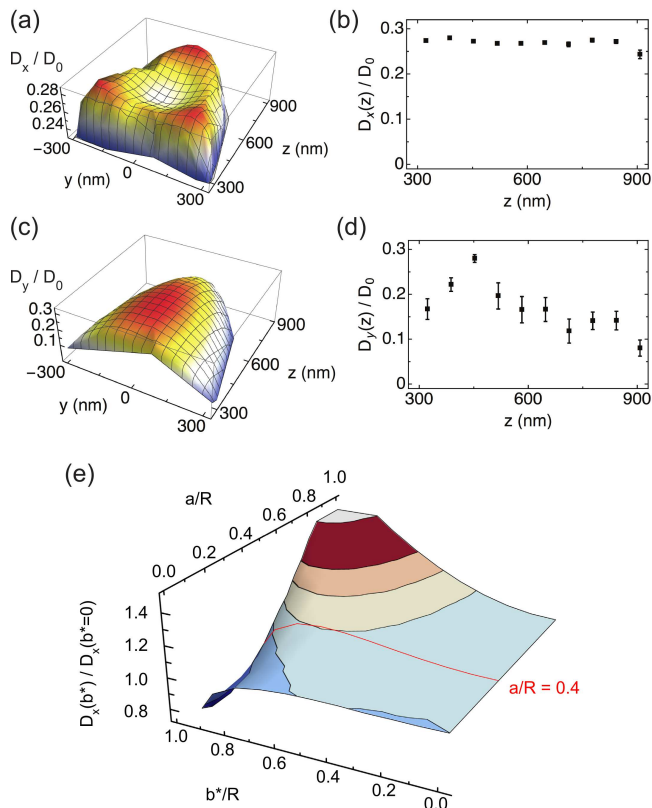 (a)
D_x / D_0
0.28
0.26
0.24
−300
0
300
y (nm)
300
600
900
z (nm)
(b)
D_x(z) / D_0
0.3
0.2
0.1
0
300
600
900
z (nm)
(c)
D_y / D_0
0.3
0.2
0.1
−300
0
300
y (nm)
300
600
900
z (nm)
(d)
D_y(z) / D_0
0.3
0.2
0.1
0
300
600
900
z (nm)
(e)
a/R
0.0
0.2
0.4
0.6
0.8
1.0
D_x(b*) / D_x(b*=0)
1.4
1.3
1.2
1.1
1.0
0.8
1.0
0.8
0.6
0.4
0.2
0.0
b*/R
a/R = 0.4